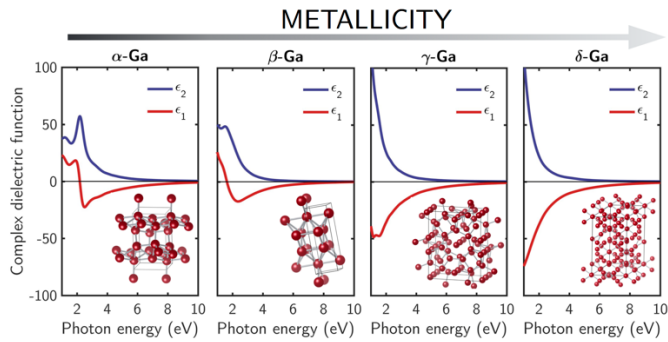 METALLICITY
α-Ga
β-Ga
γ-Ga
δ-Ga
Complex dielectric function
100
50
0
-50
-100
ϵ2
ϵ1
ϵ2
ϵ1
ϵ2
ϵ1
ϵ2
ϵ1
2 4 6 8 10
2 4 6 8 10
2 4 6 8 10
2 4 6 8 10
Photon energy (eV)
Photon energy (eV)
Photon energy (eV)
Photon energy (eV)